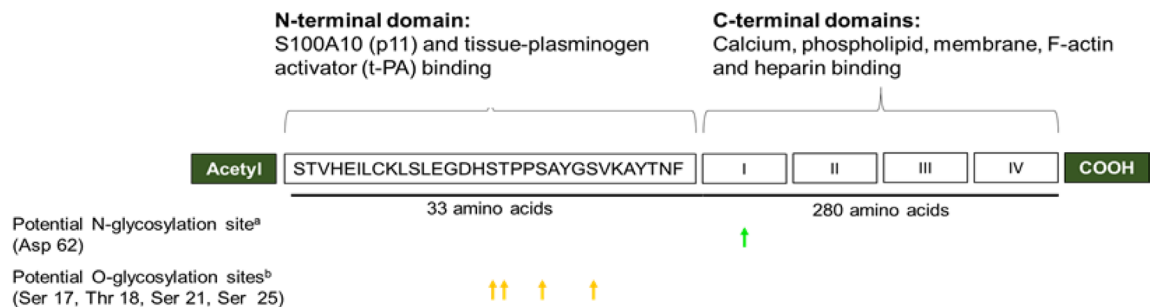 N-terminal domain:
S100A10 (p11) and tissue-plasminogen
activator (t-PA) binding
C-terminal domains:
Calcium, phospholipid, membrane, F-actin
and heparin binding
Acetyl
STVHEILCKLSLEGDHSTPPSAYGSVKAYTNF
I
II
III
IV
COOH
33 amino acids
280 amino acids
Potential N-glycosylation siteᵃ
(Asp 62)
Potential O-glycosylation sitesᵇ
(Ser 17, Thr 18, Ser 21, Ser 25)